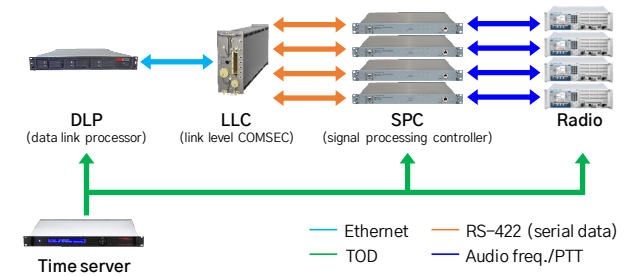 DLP
(data link processor)
LLC
(link level COMSEC)
SPC
(signal processing controller)
Radio
Time server
Ethernet
RS-422 (serial data)
TOD
Audio freq./PTT